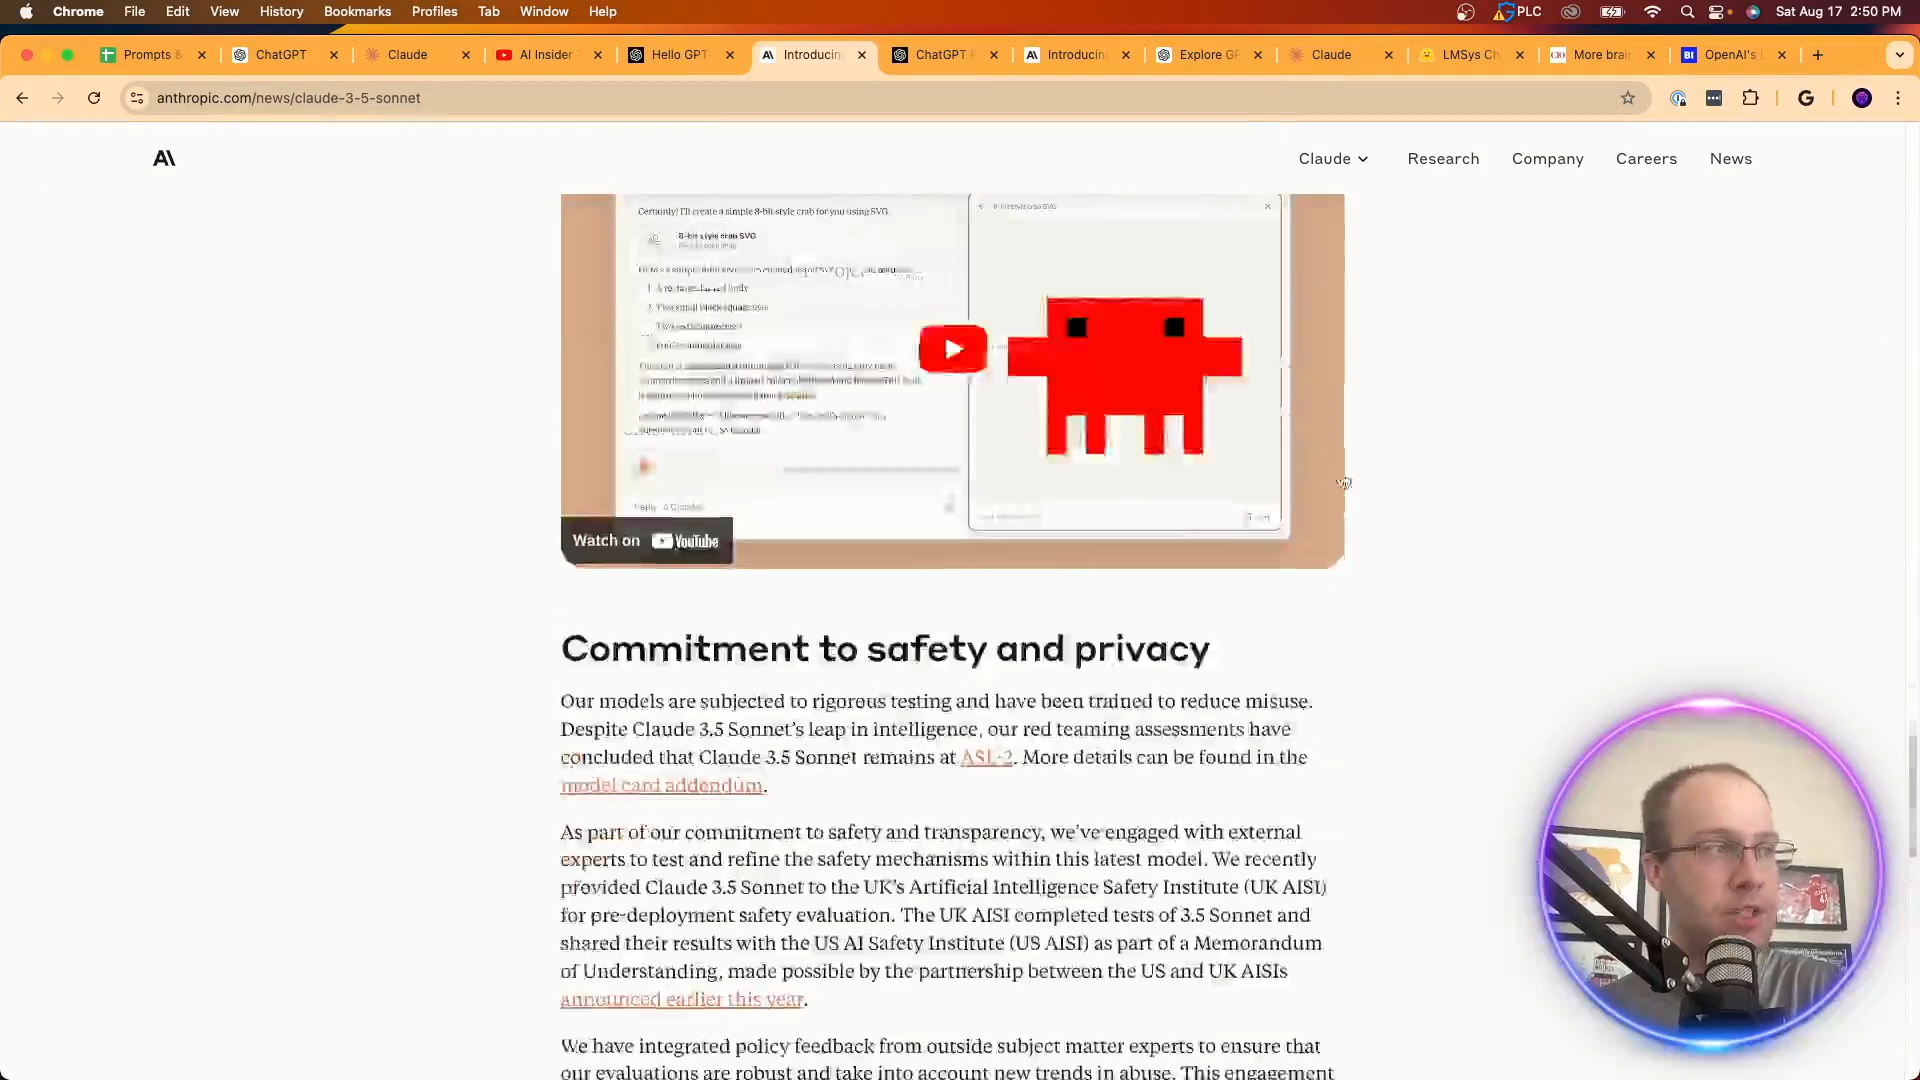 Chrome File Edit View History Bookmarks Profiles Tab Window Help PLC Sat Aug 17 2:50 PM
Prompts & ChatGPT Claude AI Insider Hello GPT- Introducin ChatGPT Introducin Explore GP Claude LMSys Ch CIO More brai BI OpenAI's
anthropic.com/news/claude-3-5-sonnet
A\ Claude Research Company Careers News
Certainly! I'll create a simple 8-bit style crab for you using SVG.
8-bit style crab SVG
Watch on YouTube
Commitment to safety and privacy
Our models are subjected to rigorous testing and have been trained to reduce misuse.
Despite Claude 3.5 Sonnet's leap in intelligence, our red teaming assessments have
concluded that Claude 3.5 Sonnet remains at ASL-2. More details can be found in the
model card addendum.
As part of our commitment to safety and transparency, we've engaged with external
experts to test and refine the safety mechanisms within this latest model. We recently
provided Claude 3.5 Sonnet to the UK's Artificial Intelligence Safety Institute (UK AISI)
for pre-deployment safety evaluation. The UK AISI completed tests of 3.5 Sonnet and
shared their results with the US AI Safety Institute (US AISI) as part of a Memorandum
of Understanding, made possible by the partnership between the US and UK AISIs
announced earlier this year.
We have integrated policy feedback from outside subject matter experts to ensure that
our evaluations are robust and take into account new trends in abuse. This engagement